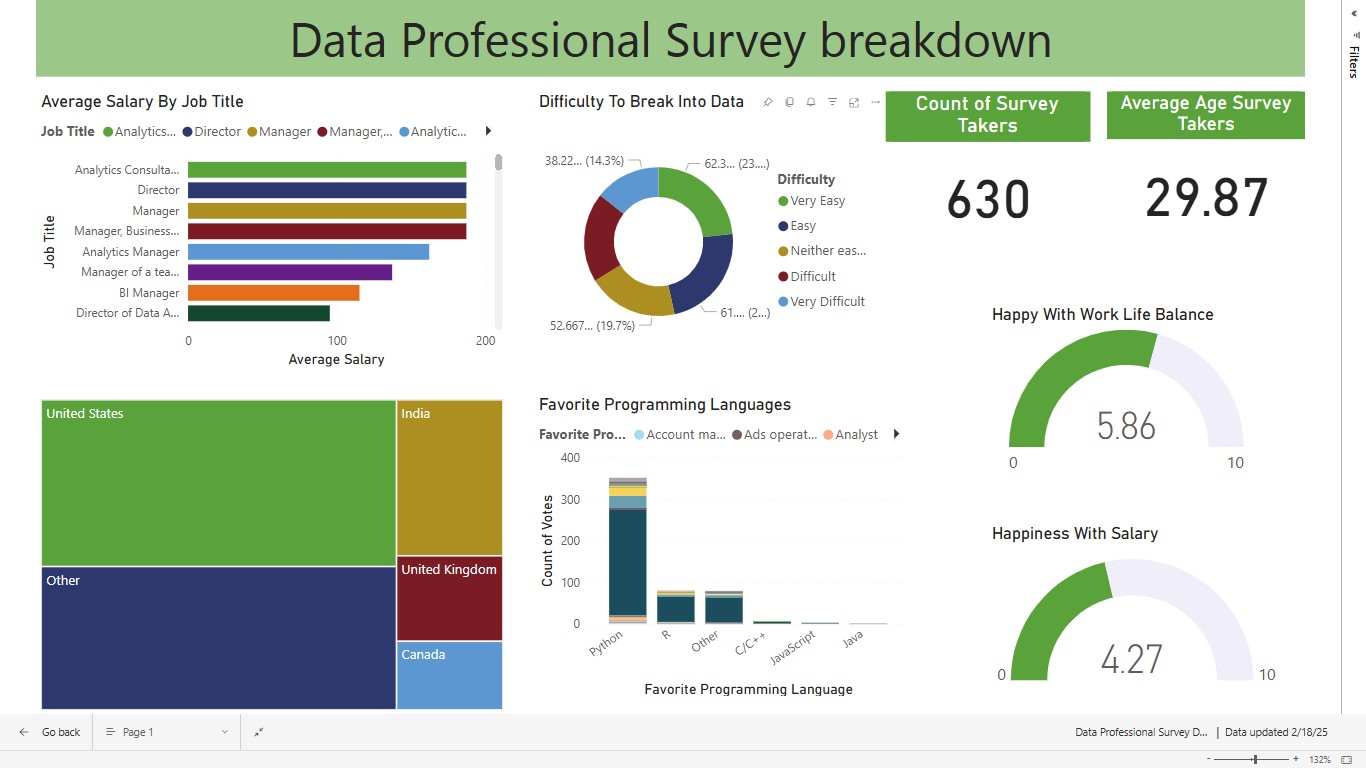 Data Professional Survey breakdown
Filters
Average Salary By Job Title
Job Title Analytics... Director Manager Manager,... Analytic...
Job Title
Analytics Consulta...
Director
Manager
Manager, Business...
Analytics Manager
Manager of a tea...
BI Manager
Director of Data A...
0 100 200
Average Salary
Difficulty To Break Into Data
38.22... (14.3%)
62.3... (23....)
52.667... (19.7%)
61.... (2...)
Difficulty
Very Easy
Easy
Neither eas...
Difficult
Very Difficult
Count of Survey
Takers
630
Average Age Survey
Takers
29.87
Happy With Work Life Balance
5.86
0 10
United States
Other
India
United Kingdom
Canada
Favorite Programming Languages
Favorite Pro... Account ma... Ads operat... Analyst
Count of Votes
400
300
200
100
0
Python R Other C/C++ JavaScript Java
Favorite Programming Language
Happiness With Salary
4.27
0 10
Go back Page 1 Data Professional Survey D... | Data updated 2/18/25
- + 132%